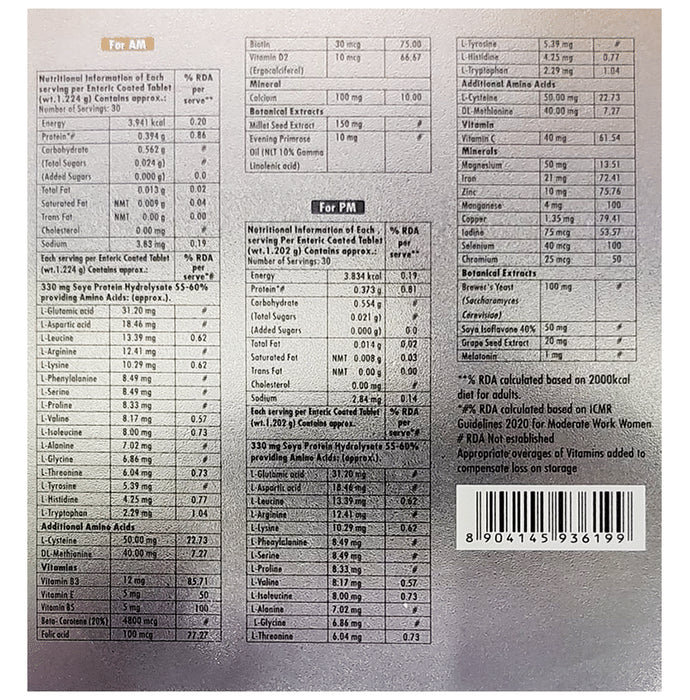 For AM
Nutritional Information of Each % RDA
serving per Enteric Coated Tablet per
(wt.1.224 g) Contains approx.: serve**
Number of Servings: 30
Energy 3.941 kcal 0.20
Protein*# 0.394 g 0.86
Carbohydrate 0.562 g #
(Total Sugars 0.024 g) #
(Added Sugars 0.000 g) 0.0
Total Fat 0.013 g 0.02
Saturated Fat NMT 0.009 g 0.04
Trans Fat NMT 0.00 g 0.00
Cholesterol 0.00 mg #
Sodium 3.83 mg 0.19
Each serving per Enteric Coated Tablet % RDA
(wt.1.224 g) Contains approx.: per
serve*#
330 mg Soya Protein Hydrolysate 55-60%
providing Amino Acids: (approx.).
L-Glutamic acid 31.20 mg #
L-Aspartic acid 18.46 mg #
L-Leucine 13.39 mg 0.62
L-Arginine 12.41 mg #
L-Lysine 10.29 mg 0.62
L-Phenylalanine 8.49 mg #
L-Serine 8.49 mg #
L-Proline 8.33 mg #
L-Valine 8.17 mg 0.57
L-Isoleucine 8.00 mg 0.73
L-Alanine 7.02 mg #
L-Glycine 6.86 mg #
L-Threonine 6.04 mg 0.73
L-Tyrosine 5.39 mg #
L-Histidine 4.25 mg 0.77
L-Tryptophan 2.29 mg 1.04
Additional Amino Acids
L-Cysteine 50.00 mg 22.73
DL-Methionine 40.00 mg 7.27
Vitamins
Vitamin B3 12 mg 85.71
Vitamin E 5 mg 50
Vitamin B5 5 mg 100
Beta- Carotene (20%) 4800 mcg #
Folic acid 100 mcg 77.27
Biotin 30 mcg 75.00
Vitamin D2 10 mcg 66.67
(Ergocalciferol)
Mineral
Calcium 100 mg 10.00
Botanical Extracts
Millet Seed Extract 150 mg #
Evening Primrose 10 mg #
Oil (NLT 10% Gamma
Linolenic acid)
For PM
Nutritional Information of Each % RDA
serving Per Enteric Coated Tablet per
(wt.1.202 g) Contains approx.: serve**
Number of Servings:30
Energy 3.834 kcal 0.19
Protein*# 0.373 g 0.81
Carbohydrate 0.554 g #
(Total Sugars 0.021 g) #
(Added Sugars 0.000 g) 0.0
Total Fat 0.014 g 0.02
Saturated Fat NMT 0.008 g 0.03
Trans Fat NMT 0.00 g 0.00
Cholesterol 0.00 mg #
Sodium 2.84 mg 0.14
Each serving per Enteric Coated Tablet % RDA
(wt.1.202 g) Contains approx.: per
serve*#
330 mg Soya Protein Hydrolysate 55-60%
providing Amino Acids: (approx.).
L-Glutamic acid 31.20 mg #
L-Aspartic acid 18.46 mg #
L-Leucine 13.39 mg 0.62
L-Arginine 12.41 mg #
L-Lysine 10.29 mg 0.62
L-Phenylalanine 8.49 mg #
L-Serine 8.49 mg #
L-Proline 8.33 mg #
L-Valine 8.17 mg 0.57
L-Isoleucine 8.00 mg 0.73
L-Alanine 7.02 mg #
L-Glycine 6.86 mg #
L-Threonine 6.04 mg 0.73
L-Tyrosine 5.39 mg #
L-Histidine 4.25 mg 0.77
L-Tryptophan 2.29 mg 1.04
Additional Amino Acids
L-Cysteine 50.00 mg 22.73
DL-Methionine 40.00 mg 7.27
Vitamin
Vitamin C 40 mg 61.54
Minerals
Magnesium 50 mg 13.51
Iron 21 mg 72.41
Zinc 10 mg 75.76
Manganese 4 mg 100
Copper 1.35 mg 79.41
Iodine 75 mcg 53.57
Selenium 40 mcg 100
Chromium 25 mcg 50
Botanical Extracts
Brewer's Yeast 100 mg #
(Saccharomyces
Cerevision)
Soya Isoflavone 40% 50 mg #
Grape Seed Extract 20 mg #
Melatonin 1 mg #
**% RDA calculated based on 2000kcal
diet for adults.
*#% RDA calculated based on ICMR
Guidelines 2020 for Moderate Work Women
# RDA Not established
Appropriate overages of Vitamins added to
compensate loss on storage
8 904145 936199